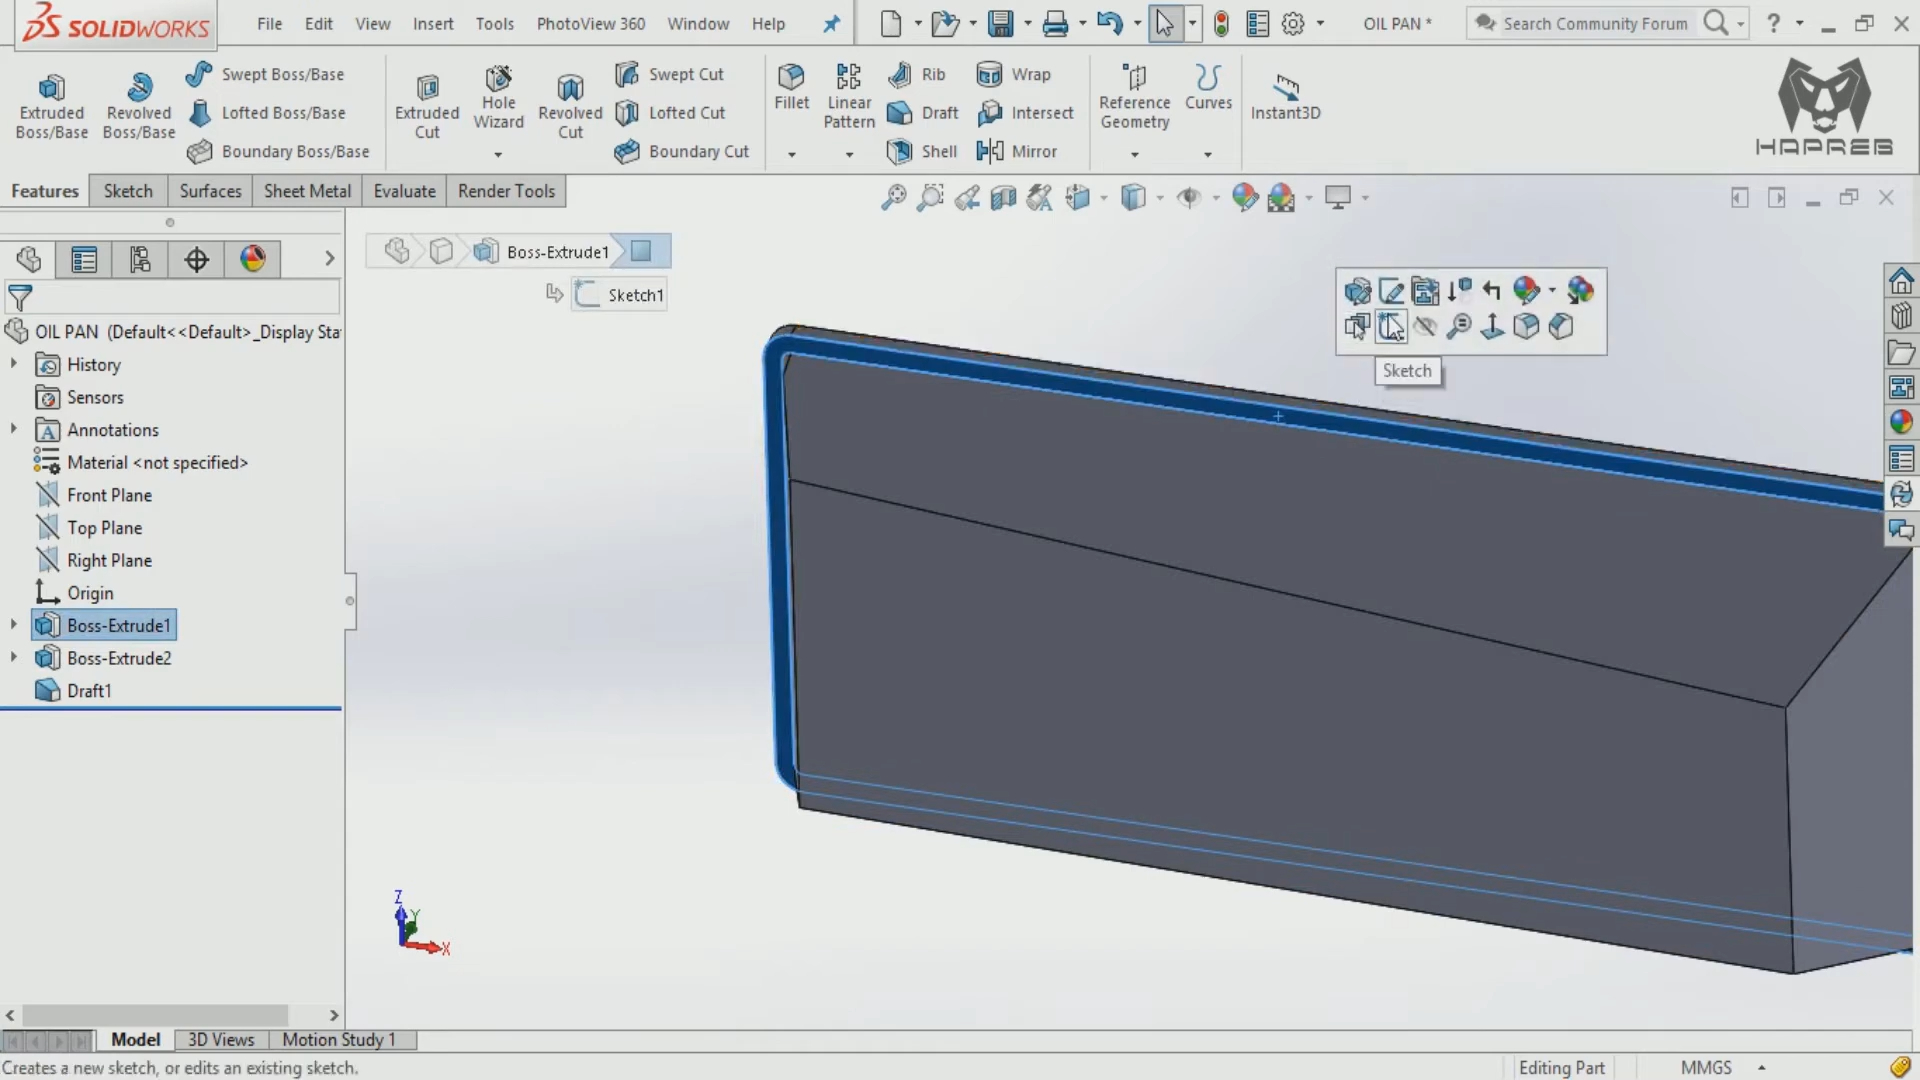 SOLIDWORKS
File Edit View Insert Tools PhotoView 360 Window Help
OIL PAN *
Search Community Forum
Extruded Boss/Base
Revolved Boss/Base
Swept Boss/Base
Lofted Boss/Base
Boundary Boss/Base
Extruded Cut
Hole Wizard
Revolved Cut
Swept Cut
Lofted Cut
Boundary Cut
Fillet
Linear Pattern
Rib
Draft
Shell
Wrap
Intersect
Mirror
Reference Geometry
Curves
Instant3D
HAPREB
Features Sketch Surfaces Sheet Metal Evaluate Render Tools
Boss-Extrude1
Sketch1
Sketch
OIL PAN (Default<<Default>_Display Sta
History
Sensors
Annotations
Material <not specified>
Front Plane
Top Plane
Right Plane
Origin
Boss-Extrude1
Boss-Extrude2
Draft1
Z
Y
X
Model 3D Views Motion Study 1
Creates a new sketch, or edits an existing sketch.
Editing Part
MMGS